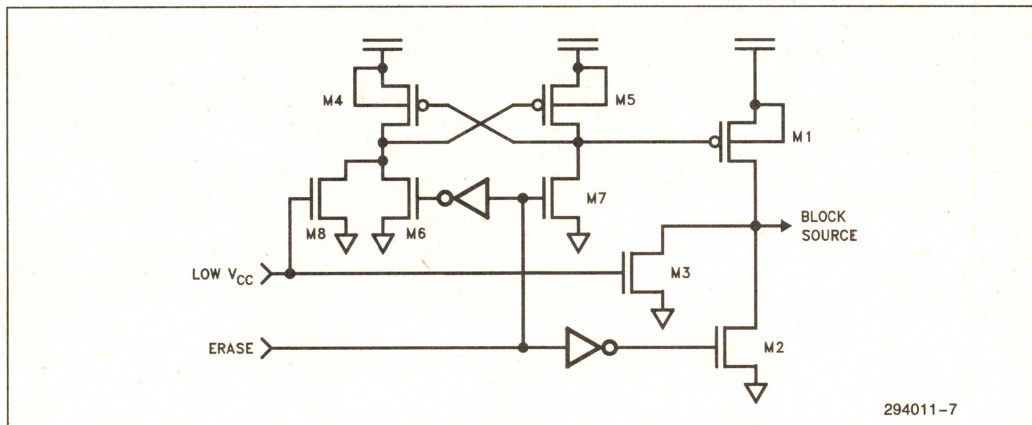 M4
M5
M1
M8
M6
M7
BLOCK
SOURCE
LOW VCC
M3
ERASE
M2
294011-7